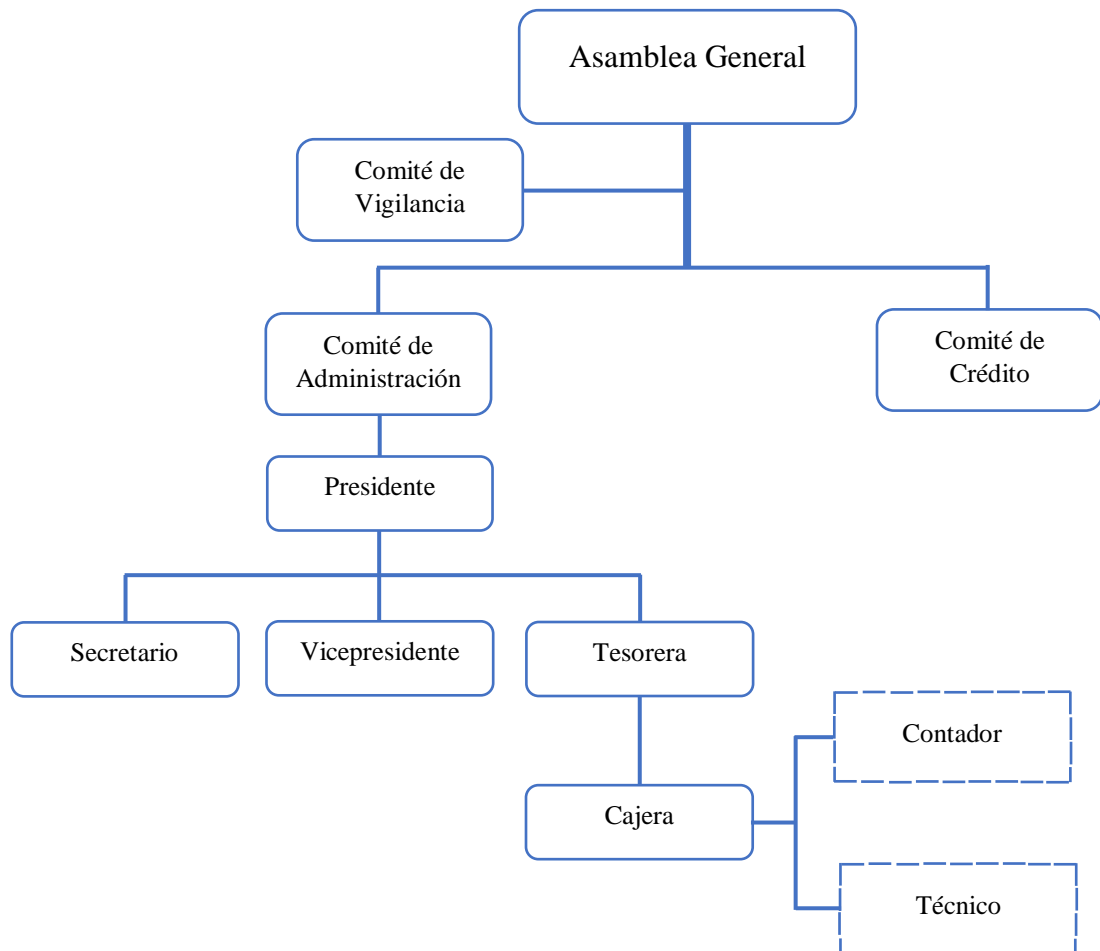 Asamblea General
Comité de
Vigilancia
Comité de
Administración
Comité de
Crédito
Presidente
Secretario
Vicepresidente
Tesorera
Contador
Cajera
Técnico